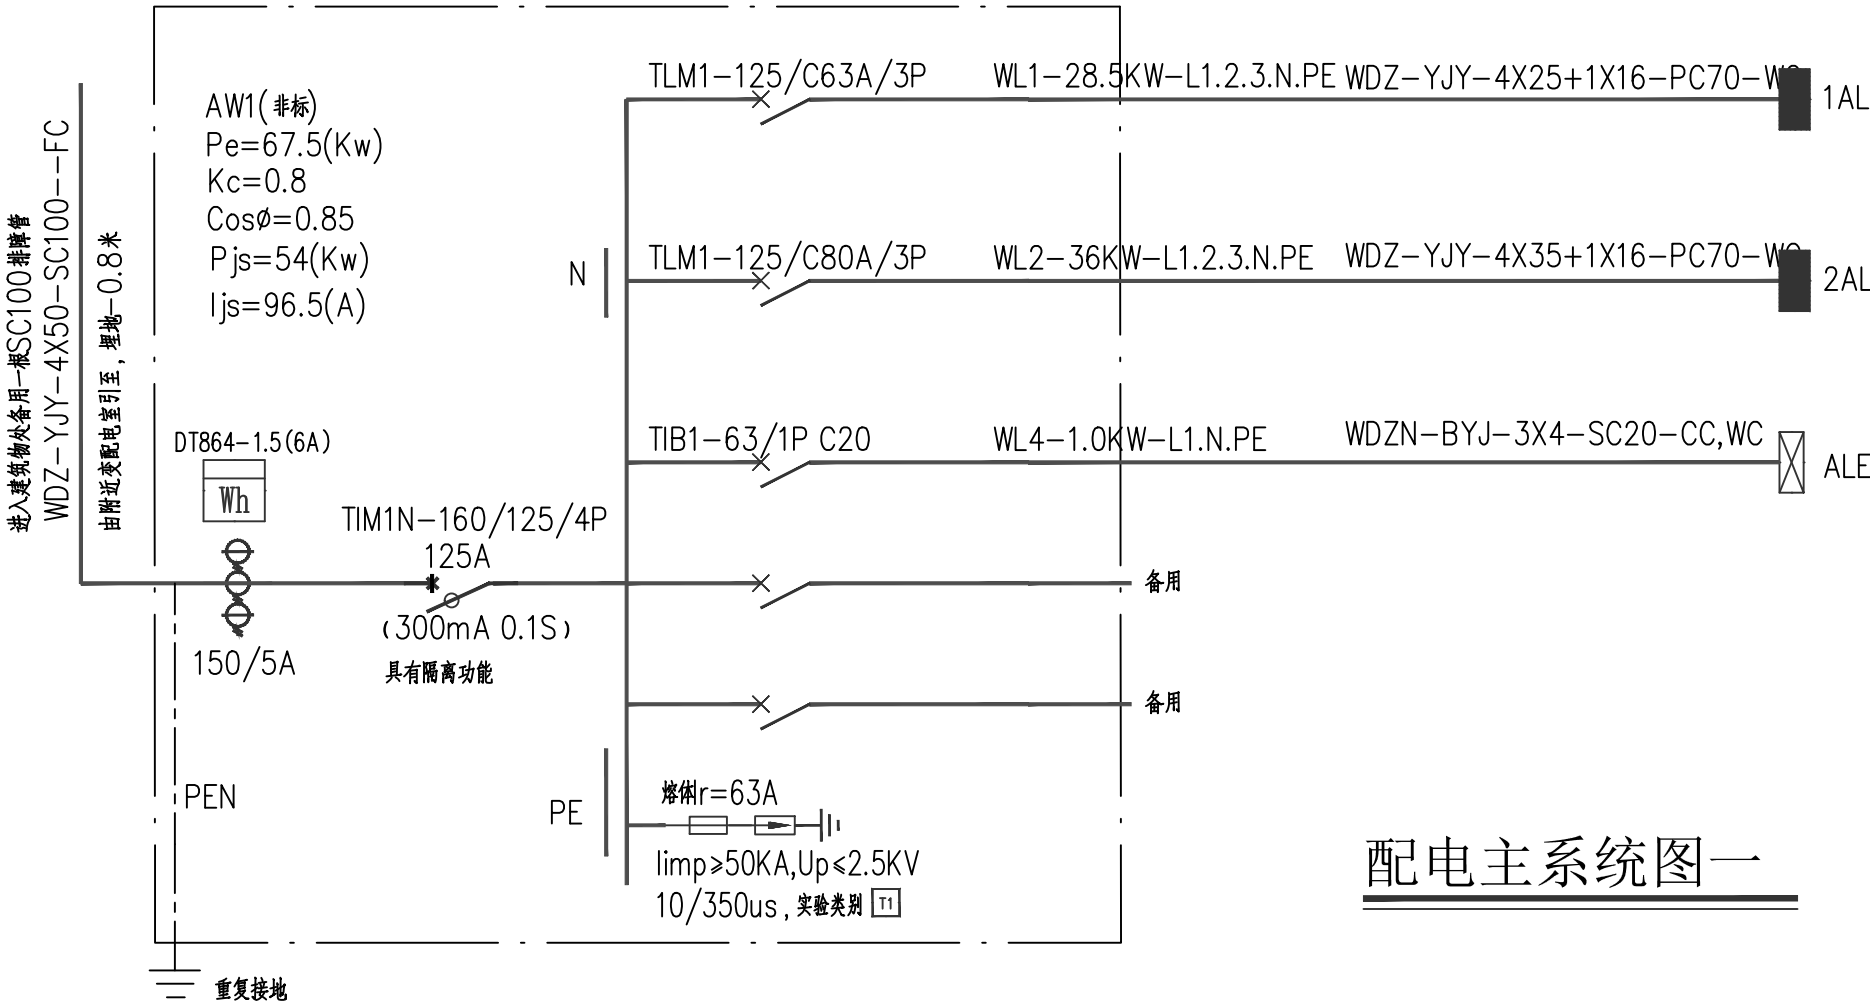 进入建筑物处备用一根SC100排障管
WDZ-YJY-4X50-SC100--FC
由附近变配电室引至，埋地-0.8米
AW1(非标)
Pe=67.5(Kw)
Kc=0.8
Cosø=0.85
Pjs=54(Kw)
Ijs=96.5(A)
DT864-1.5(6A)
Wh
150/5A
TIM1N-160/125/4P
125A
(300mA 0.1S)
具有隔离功能
PEN
重复接地
N
PE
TLM1-125/C63A/3P
WL1-28.5KW-L1.2.3.N.PE
WDZ-YJY-4X25+1X16-PC70-WC
1AL
TLM1-125/C80A/3P
WL2-36KW-L1.2.3.N.PE
WDZ-YJY-4X35+1X16-PC70-WC
2AL
TIB1-63/1P C20
WL4-1.0KW-L1.N.PE
WDZN-BYJ-3X4-SC20-CC,WC
ALE
备用
备用
熔体Ir=63A
Iimp≥50KA,Up≤2.5KV
10/350us，实验类别 T1
配电主系统图一